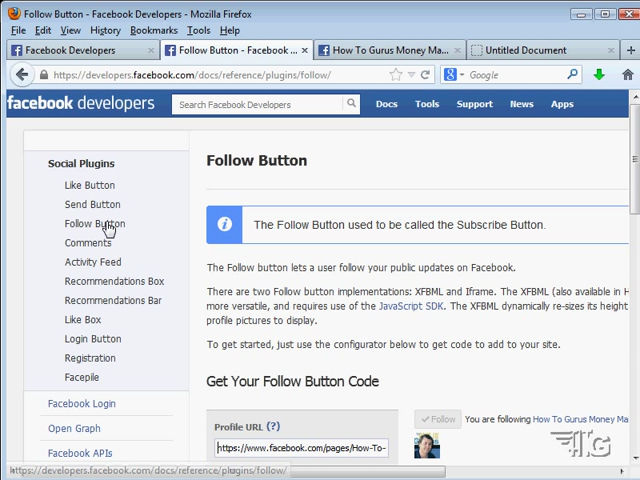 Follow Button - Facebook Developers - Mozilla Firefox
File Edit View History Bookmarks Tools Help
Facebook Developers
Follow Button - Facebook ...
How To Gurus Money Ma...
Untitled Document
https://developers.facebook.com/docs/reference/plugins/follow/
Google
facebook developers
Search Facebook Developers
Docs Tools Support News Apps
Social Plugins
Like Button
Send Button
Follow Button
Comments
Activity Feed
Recommendations Box
Recommendations Bar
Like Box
Login Button
Registration
Facepile
Facebook Login
Open Graph
Facebook APIs
Follow Button
The Follow Button used to be called the Subscribe Button.
The Follow button lets a user follow your public updates on Facebook.
There are two Follow button implementations: XFBML and Iframe. The XFBML (also available in H
more versatile, and requires use of the JavaScript SDK. The XFBML dynamically re-sizes its height
profile pictures to display.
To get started, just use the configurator below to get code to add to your site.
Get Your Follow Button Code
Profile URL (?)
https://www.facebook.com/pages/How-To-
Follow
You are following How To Gurus Money Ma
https://developers.facebook.com/docs/reference/plugins/follow/